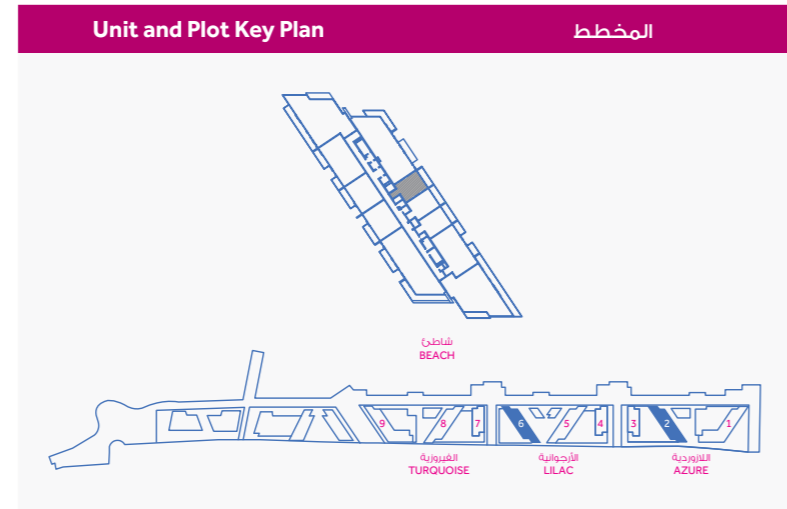 Unit and Plot Key Plan
المخطط
شاطئ
BEACH
9 8 7 6 5 4 3 2 1
الفيروزية
TURQUOISE
الأرجوانية
LILAC
اللازوردية
AZURE